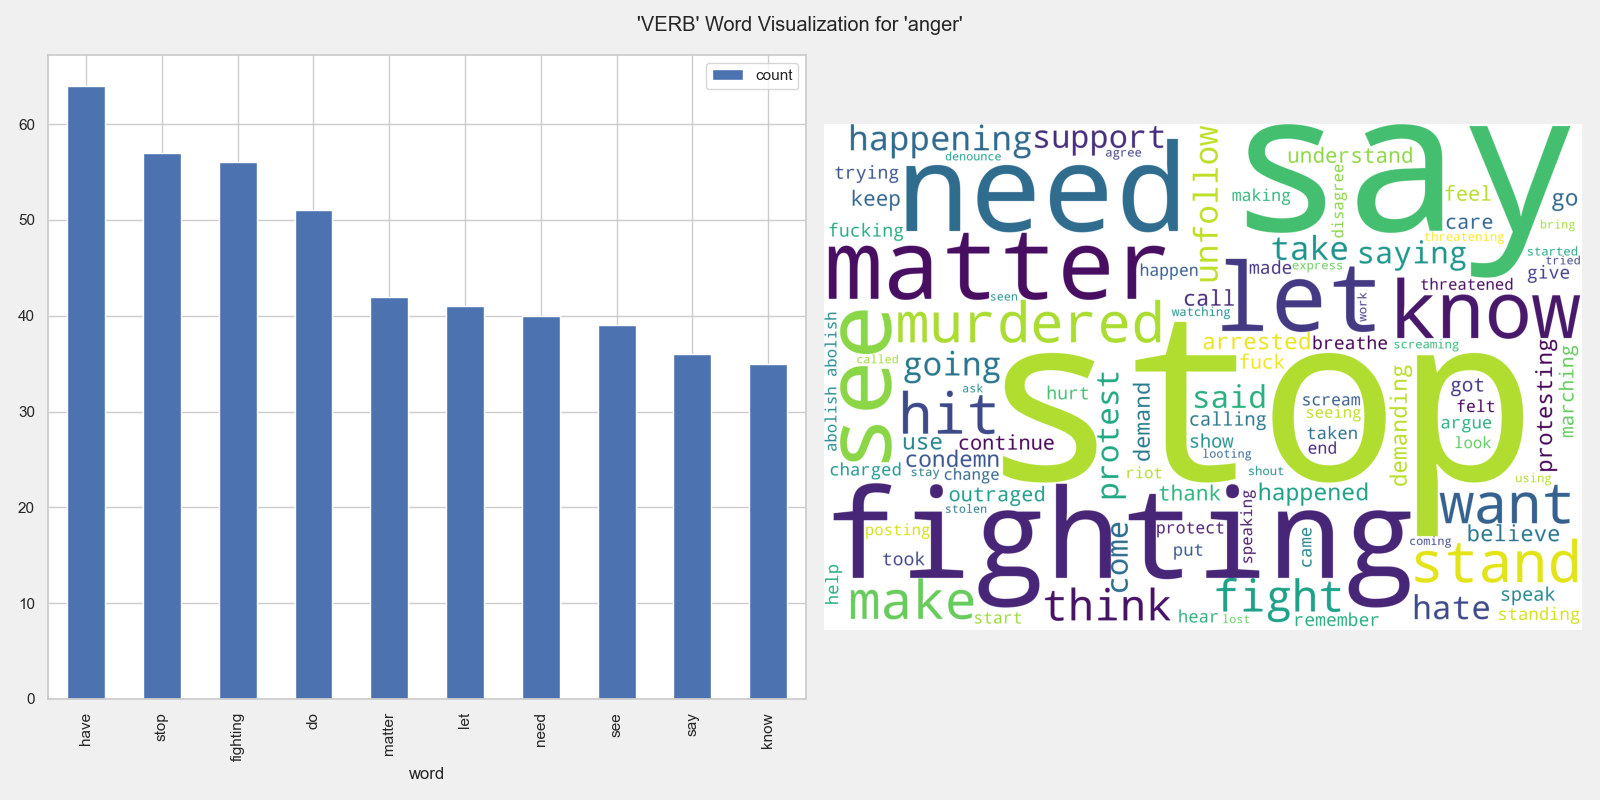 'VERB' Word Visualization for 'anger'
count
60
50
40
30
20
10
0
have
stop
fighting
do
matter
let
need
see
say
know
word
happening
support
denounce
agree
trying
keep
need
unfollow
say
understand
making
disagree
feel
go
care
bring
threatening
fucking
matter
happen
take
saying
started
tried
made
express
give
seen
let
threatened
call
watching
work
know
abolish abolish
abolish abolish
see
called
murdered
arrested
breathe
screaming
fuck
going
ask
hurt
stop
protest
demand
said
calling
show
looting
scream
seeing
taken
end
demanding
got
felt
argue
look
protesting
marching
hit
use
continue
condemn
charged
stay
change
riot
shout
using
outraged
stolen
thank
happened
want
fighting
posting
took
come
protect
put
speaking
came
coming
believe
stand
help
make
start
think
hear
lost
fight
remember
hate
speak
standing